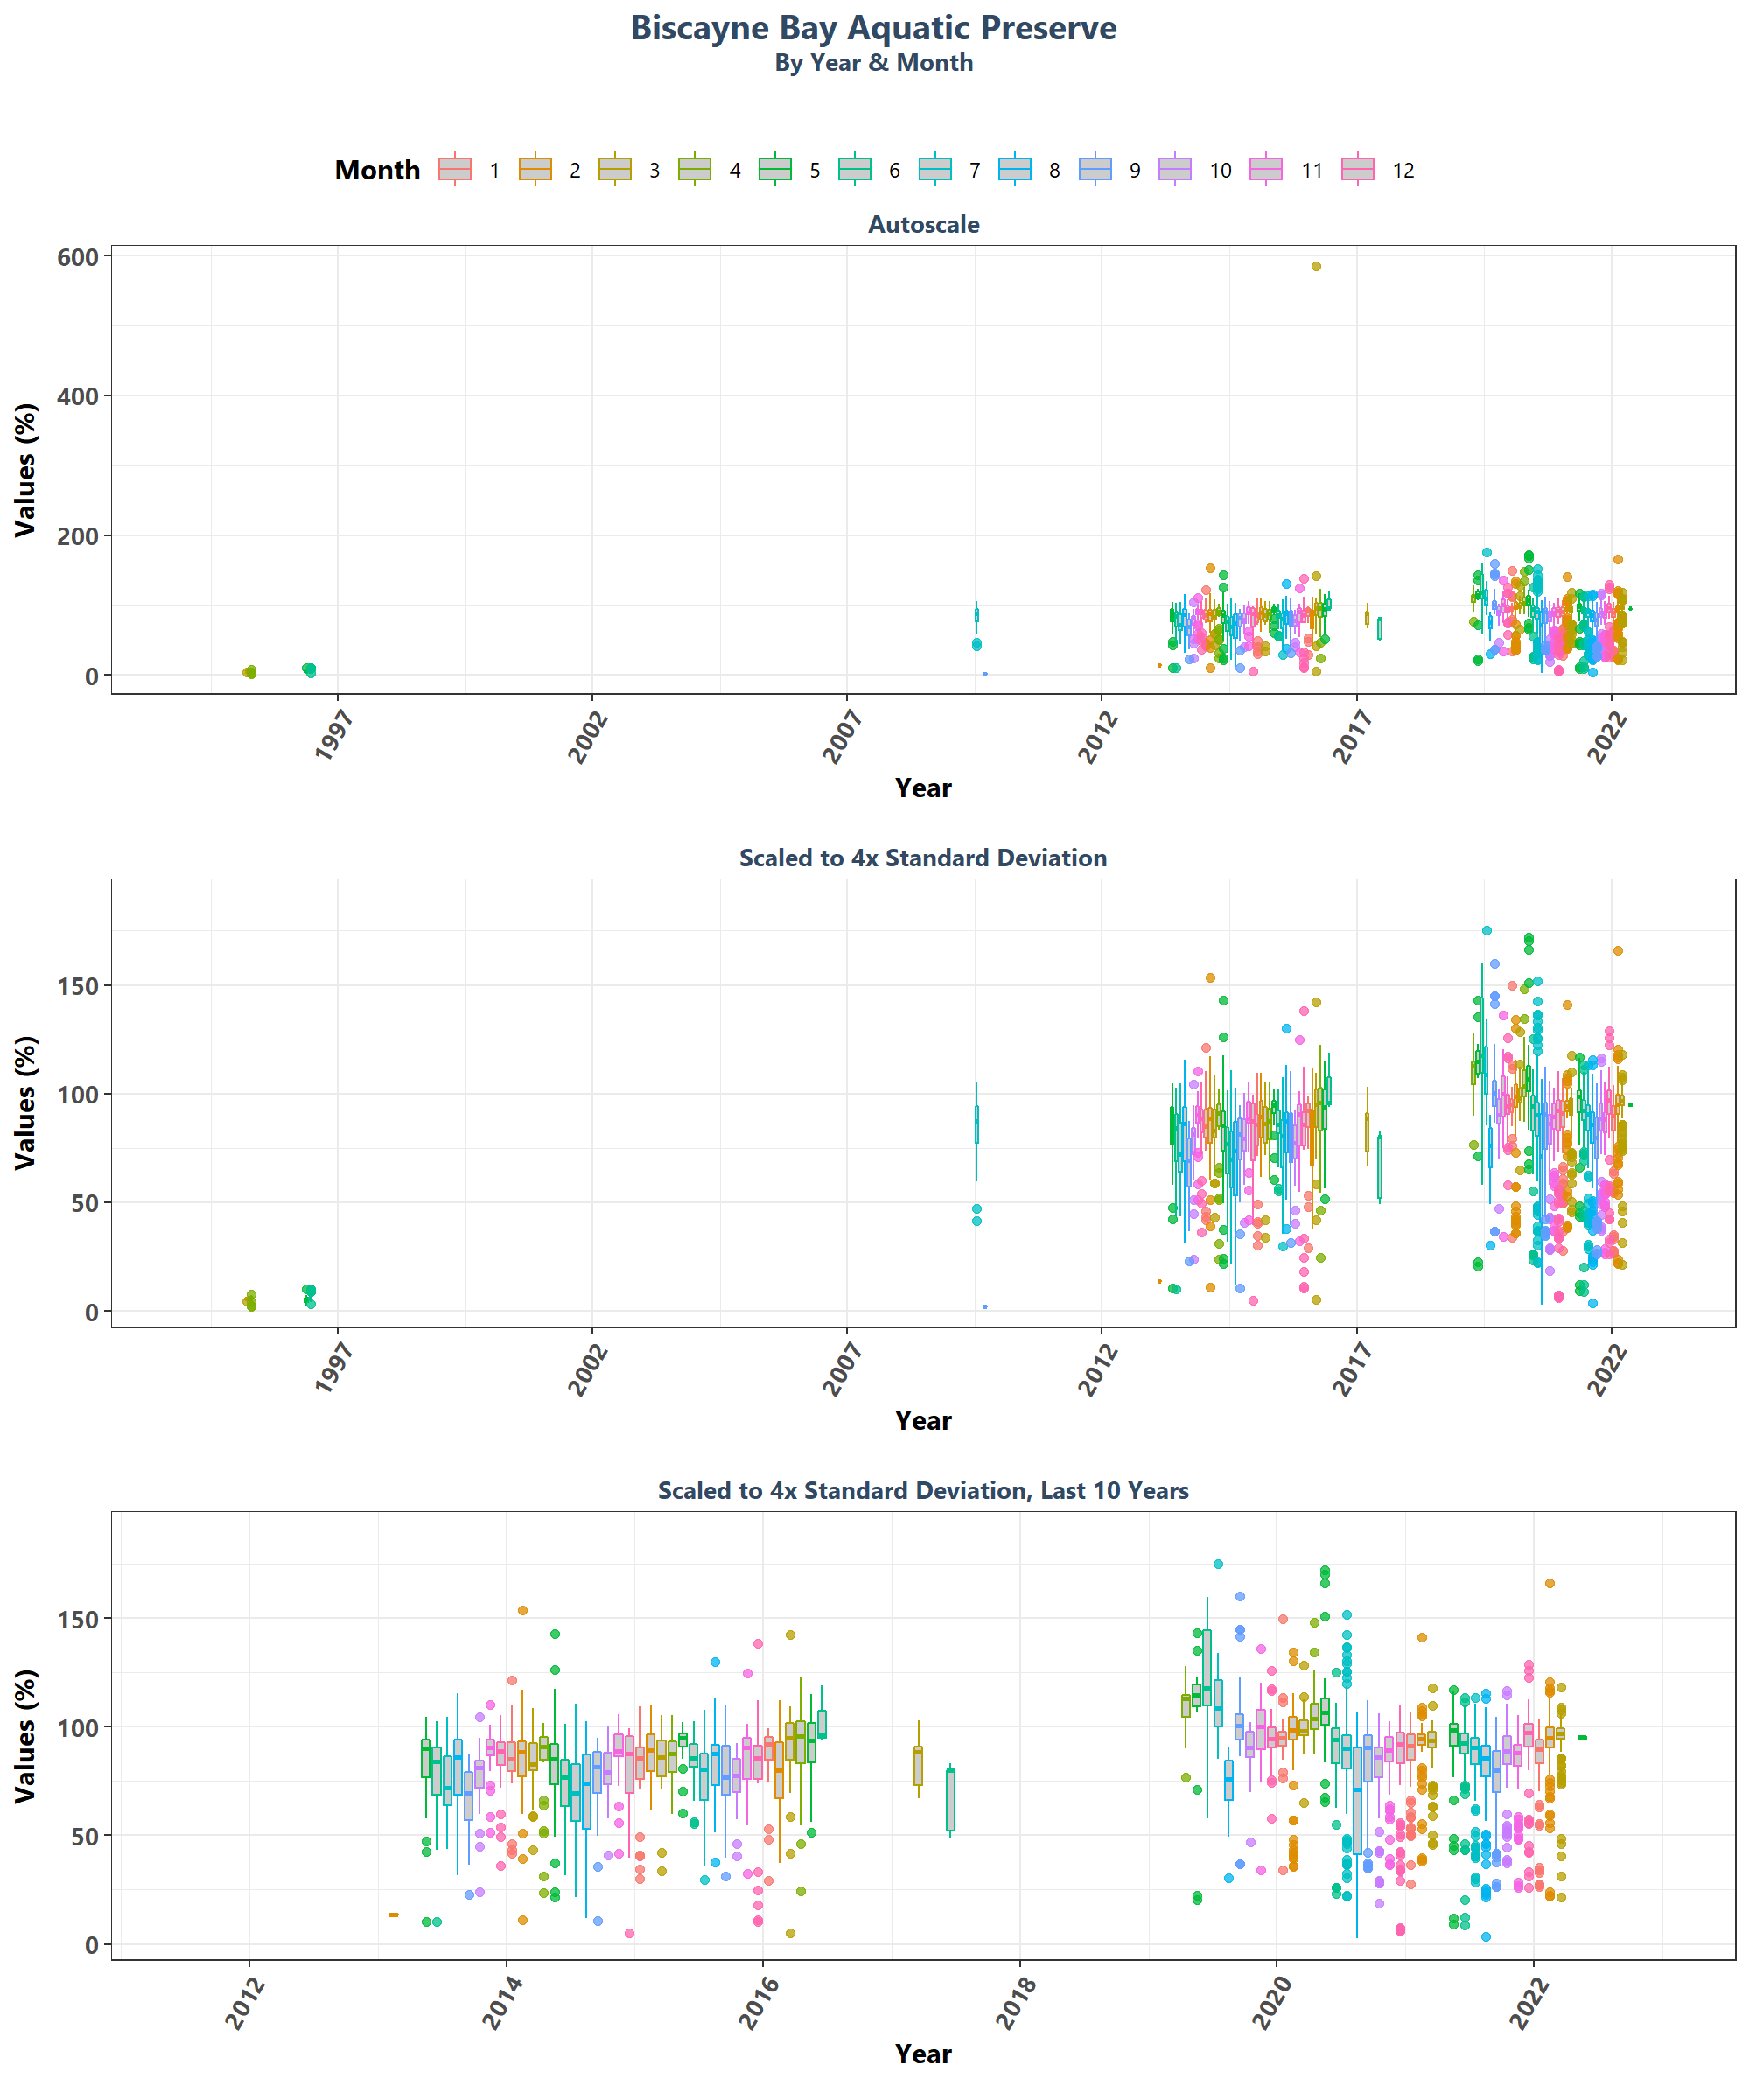 Biscayne Bay Aquatic Preserve
By Year & Month
Month 1 2 3 4 5 6 7 8 9 10 11 12
Autoscale
Values (%)
600
400
200
0
1997 2002 2007 2012 2017 2022
Year
Scaled to 4x Standard Deviation
Values (%)
150
100
50
0
1997 2002 2007 2012 2017 2022
Year
Scaled to 4x Standard Deviation, Last 10 Years
Values (%)
150
100
50
0
2012 2014 2016 2018 2020 2022
Year